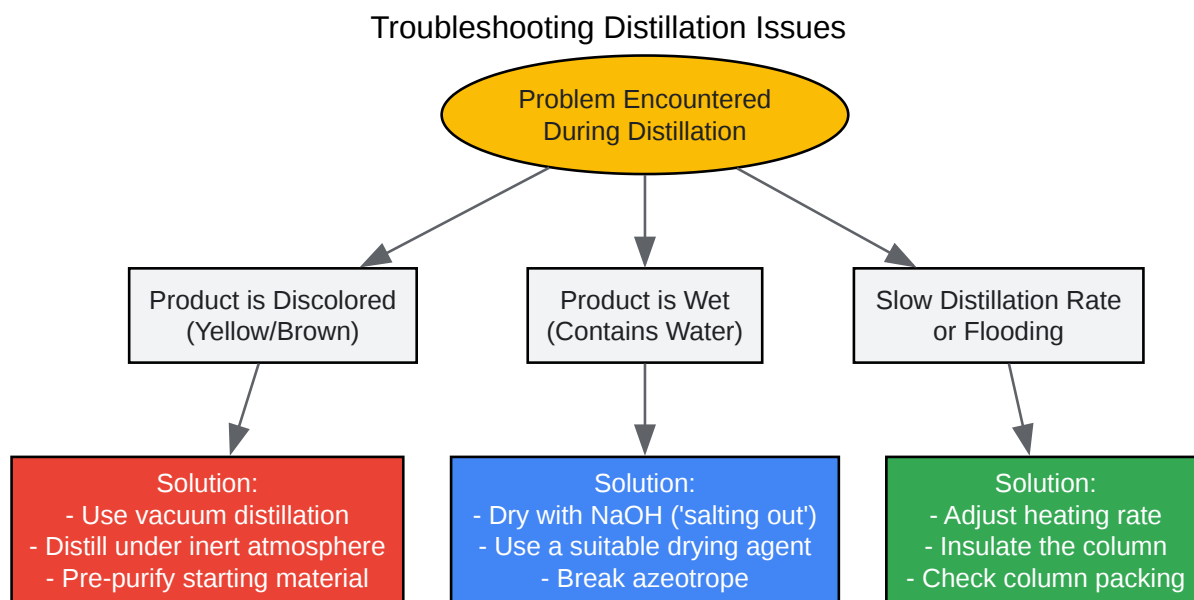 Troubleshooting Distillation Issues
Problem Encountered
During Distillation
Product is Discolored
(Yellow/Brown)
Product is Wet
(Contains Water)
Slow Distillation Rate
or Flooding
Solution:
- Use vacuum distillation
- Distill under inert atmosphere
- Pre-purify starting material
Solution:
- Dry with NaOH ('salting out')
- Use a suitable drying agent
- Break azeotrope
Solution:
- Adjust heating rate
- Insulate the column
- Check column packing